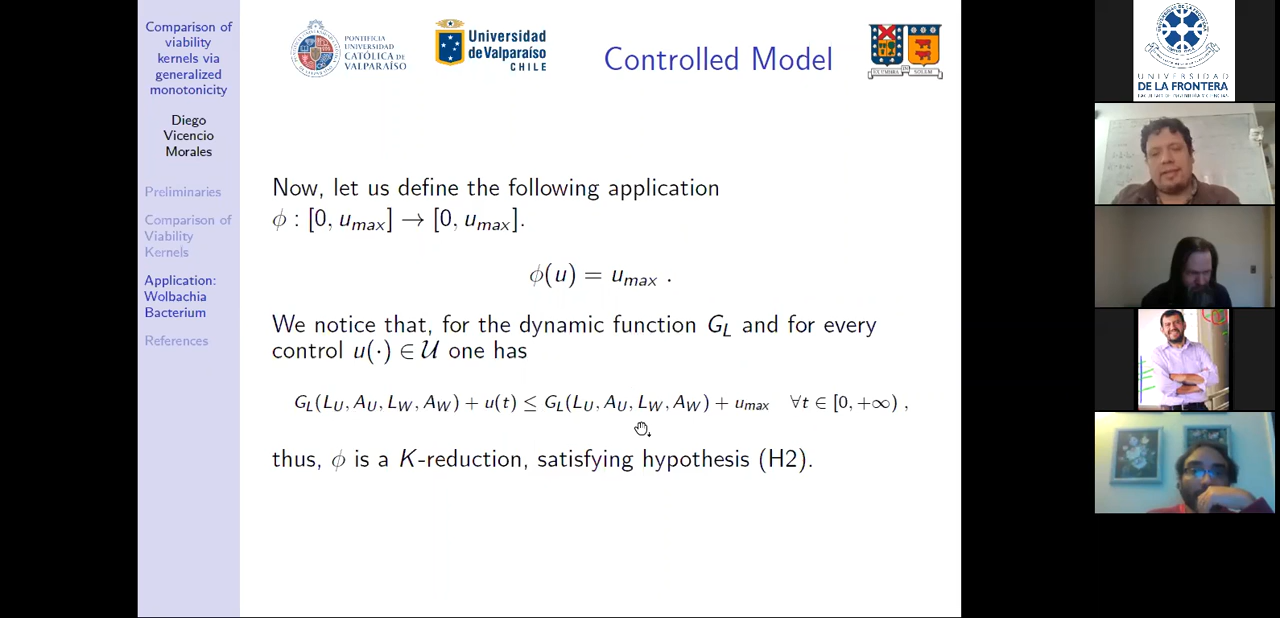 Comparison of
viability
kernels via
generalized
monotonicity
Diego
Vicencio
Morales
Preliminaries
Comparison of
Viability
Kernels
Application:
Wolbachia
Bacterium
References
PONTIFICIA
UNIVERSIDAD
CATÓLICA DE
VALPARAÍSO
Universidad
de Valparaíso
CHILE
Controlled Model
EX UMBRA IN SOLEM
Now, let us define the following application
ϕ : [0, u_max] → [0, u_max].
ϕ(u) = u_max .
We notice that, for the dynamic function G_L and for every
control u(·) ∈ 𝒰 one has
G_L(L_U, A_U, L_W, A_W) + u(t) ≤ G_L(L_U, A_U, L_W, A_W) + u_max ∀t ∈ [0, +∞) ,
thus, ϕ is a K-reduction, satisfying hypothesis (H2).
UNIVERSIDAD
DE LA FRONTERA